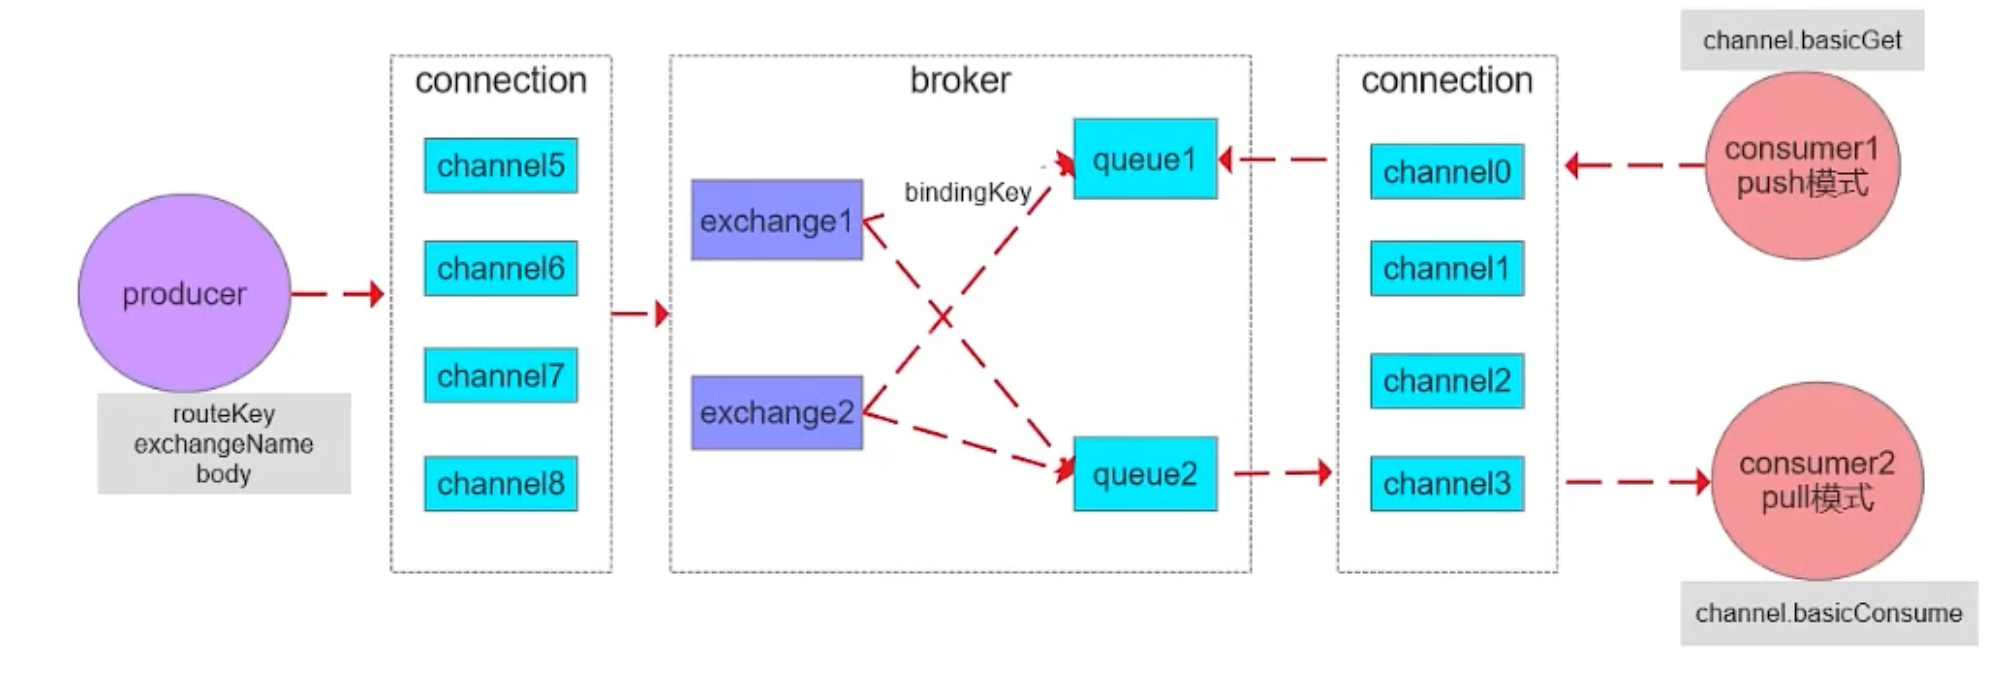 producer
routeKey
exchangeName
body
connection
channel5
channel6
channel7
channel8
broker
exchange1
exchange2
bindingKey
queue1
queue2
connection
channel0
channel1
channel2
channel3
channel.basicGet
consumer1
push模式
consumer2
pull模式
channel.basicConsume